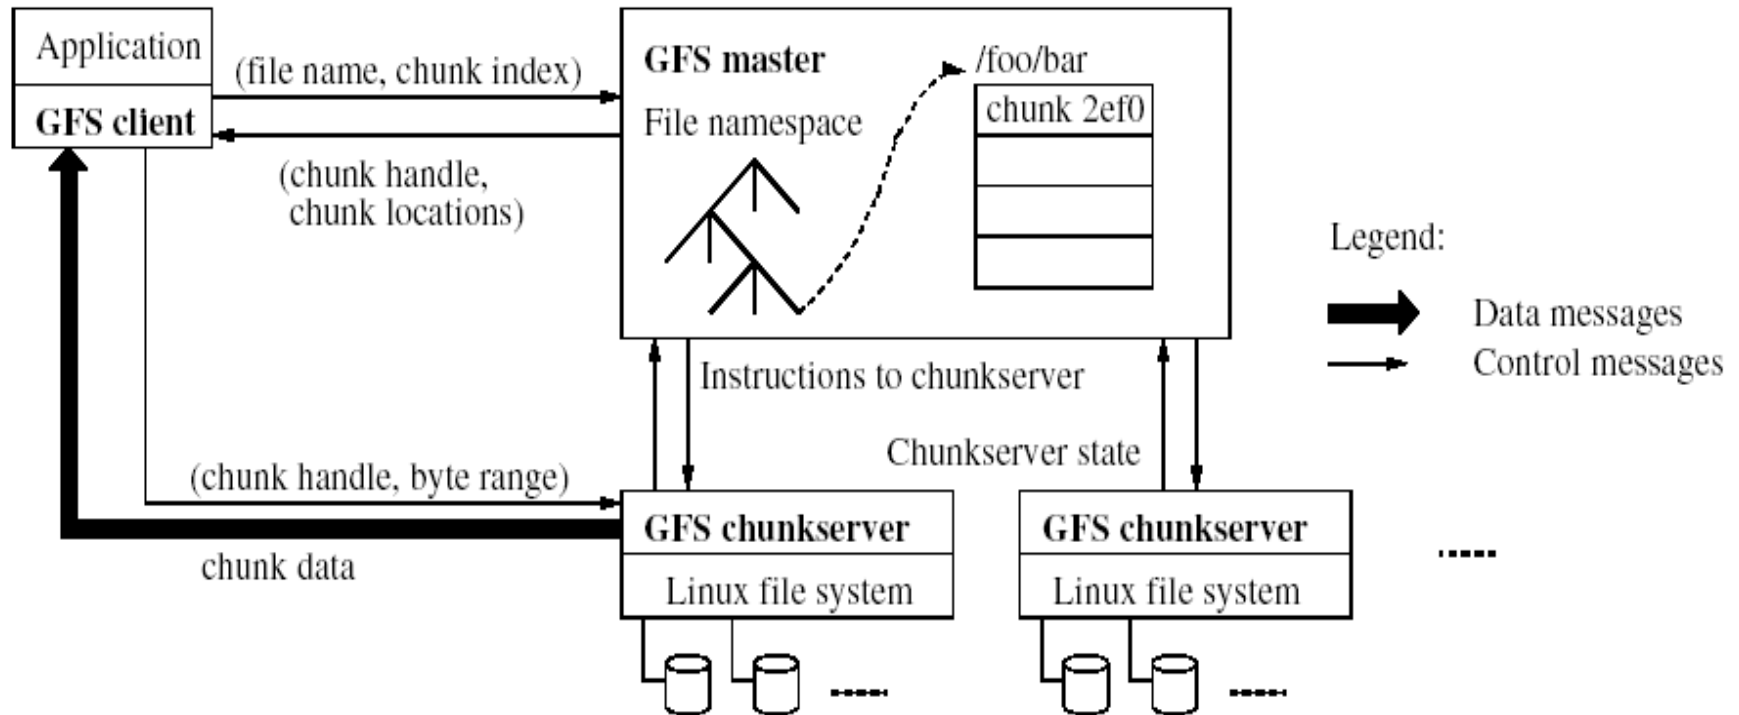 Application
GFS client
(file name, chunk index)
(chunk handle,
chunk locations)
GFS master
File namespace
/foo/bar
chunk 2ef0
Legend:
Data messages
Control messages
Instructions to chunkserver
Chunkserver state
(chunk handle, byte range)
chunk data
GFS chunkserver
Linux file system
GFS chunkserver
Linux file system